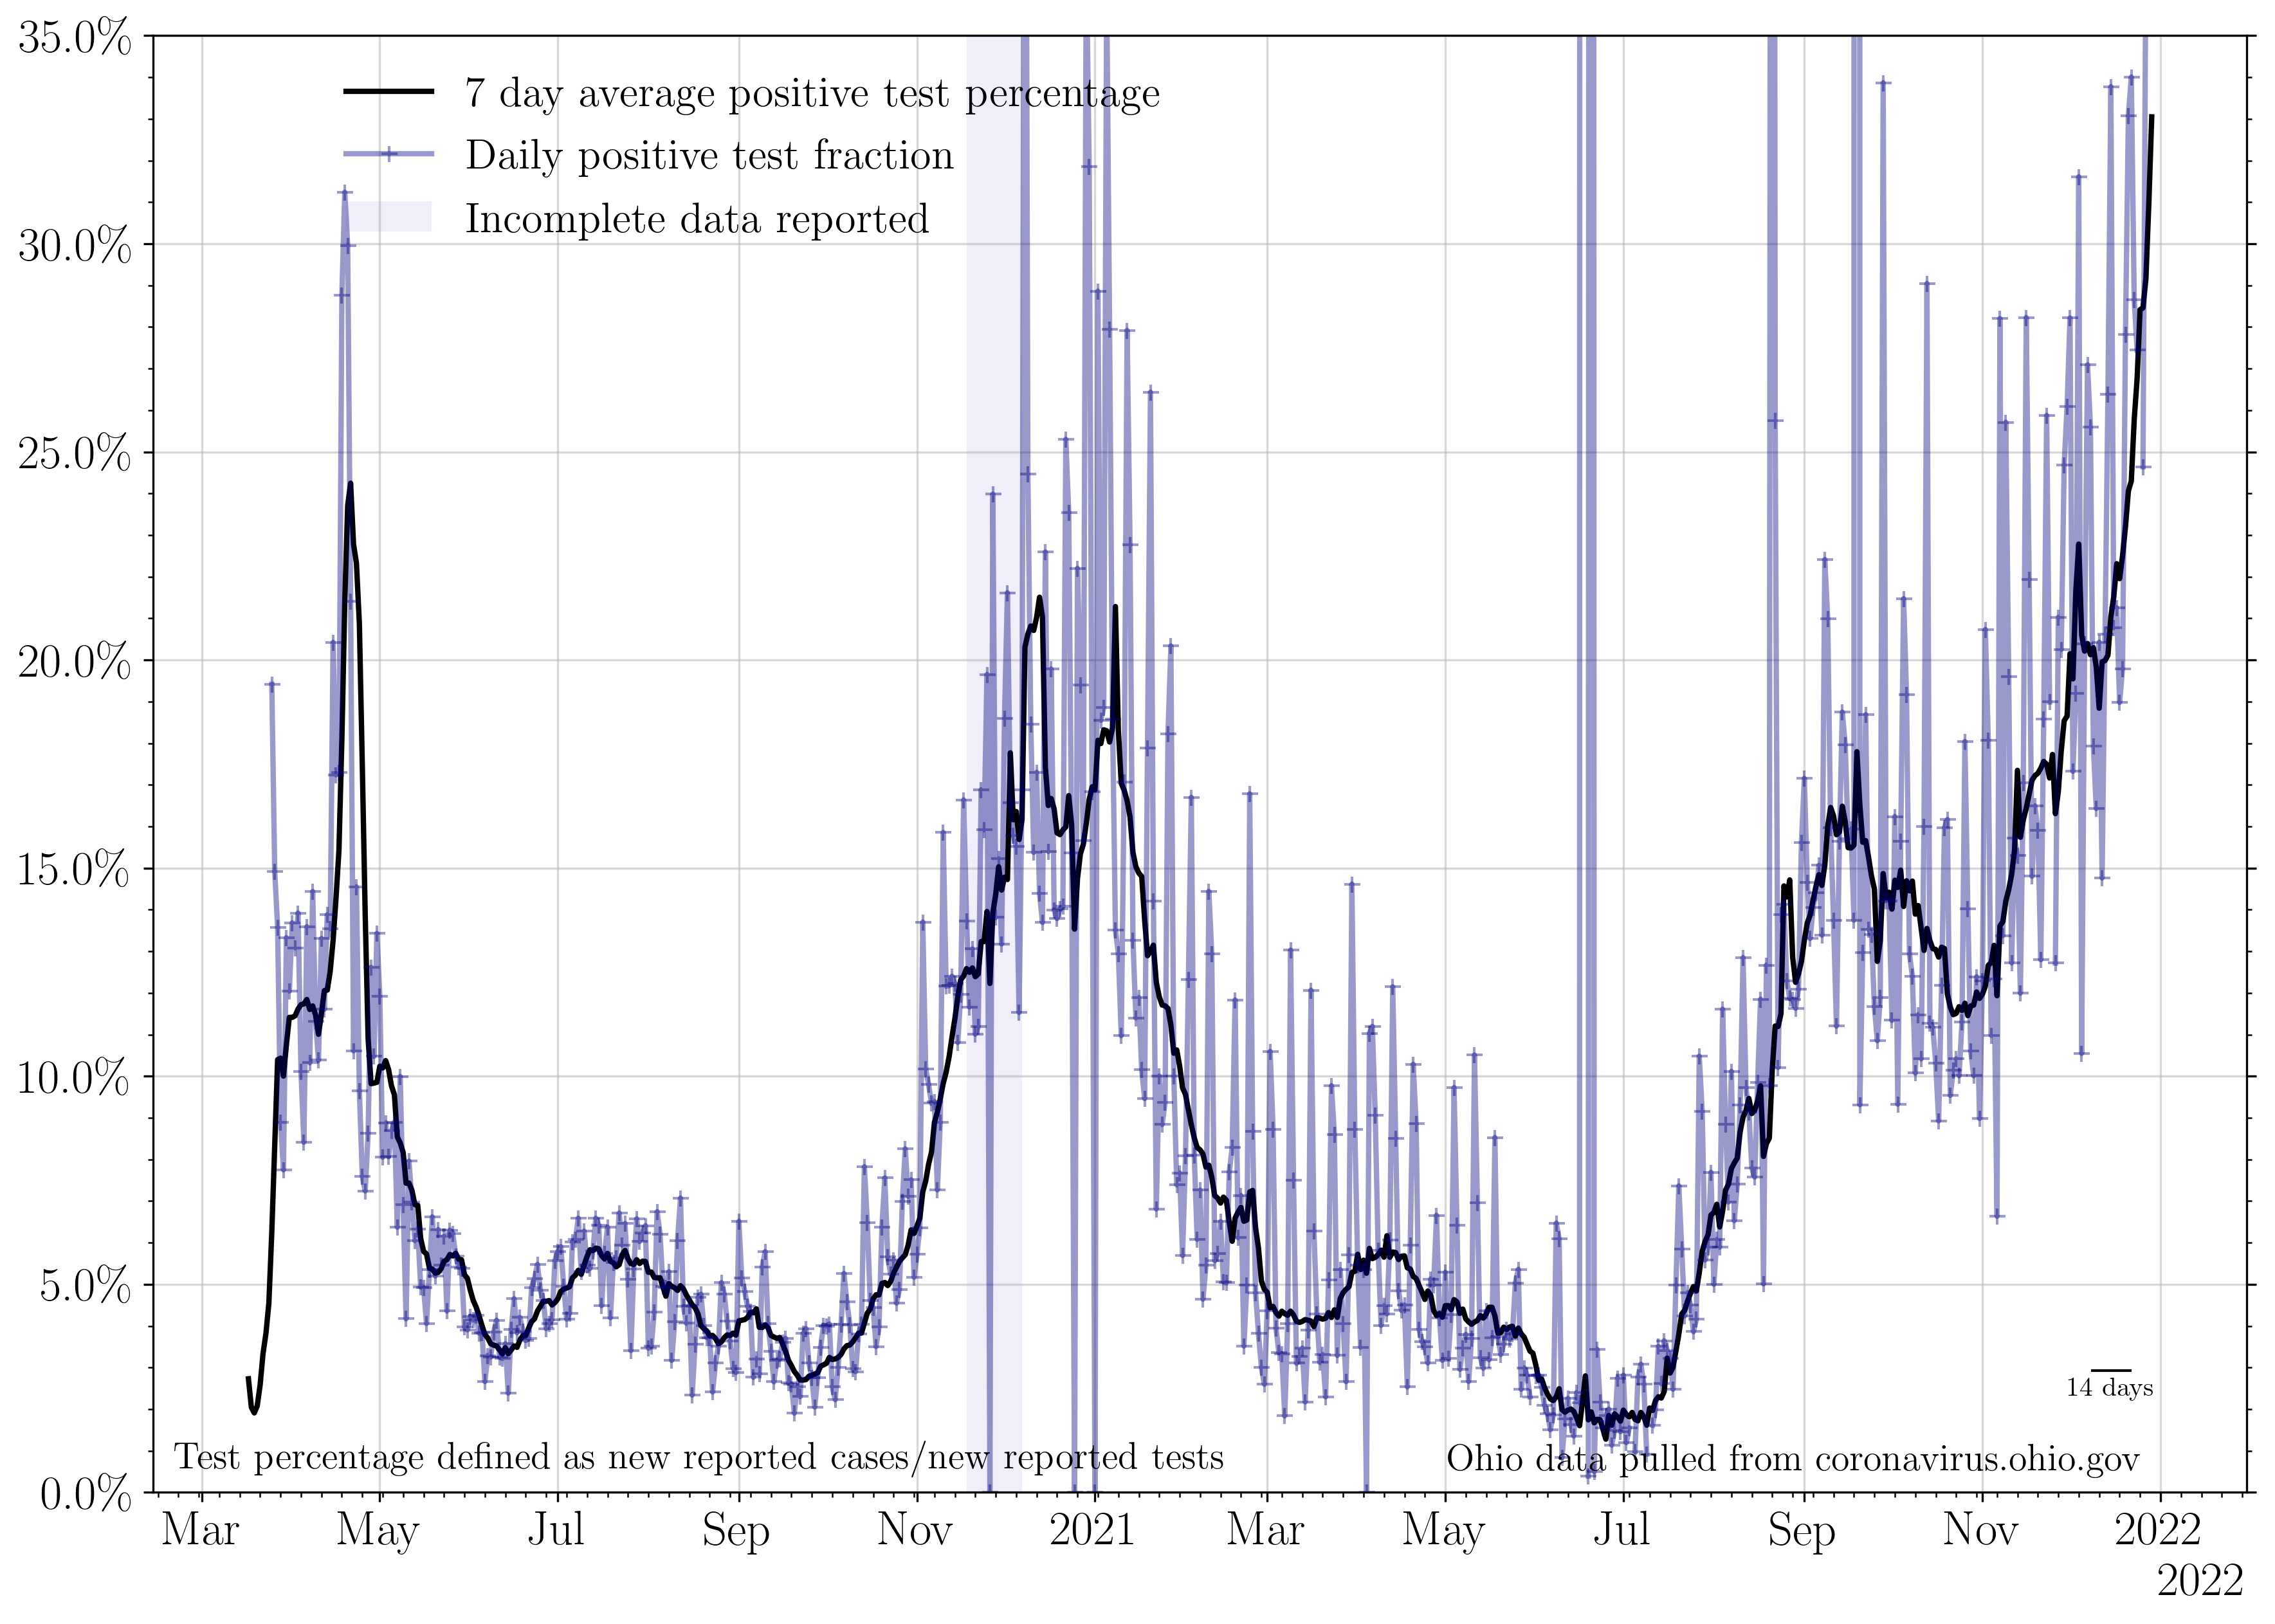 35.0%
30.0%
25.0%
20.0%
15.0%
10.0%
5.0%
0.0%
7 day average positive test percentage
Daily positive test fraction
Incomplete data reported
14 days
Test percentage defined as new reported cases/new reported tests
Ohio data pulled from coronavirus.ohio.gov
Mar May Jul Sep Nov 2021 Mar May Jul Sep Nov 2022
2022